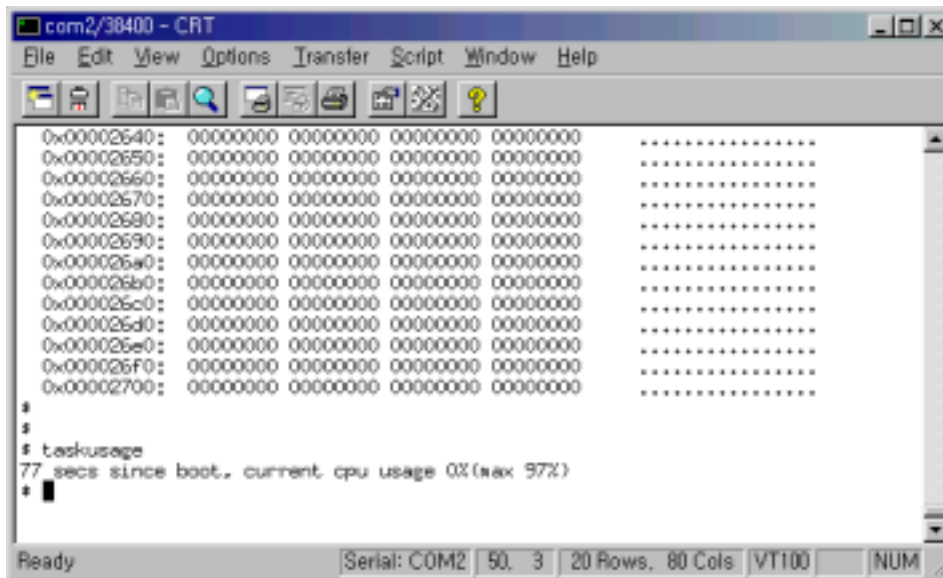 com2/38400 - CRT
File Edit View Options Transfer Script Window Help
0x00002640: 00000000 00000000 00000000 00000000 ................
0x00002650: 00000000 00000000 00000000 00000000 ................
0x00002660: 00000000 00000000 00000000 00000000 ................
0x00002670: 00000000 00000000 00000000 00000000 ................
0x00002680: 00000000 00000000 00000000 00000000 ................
0x00002690: 00000000 00000000 00000000 00000000 ................
0x000026a0: 00000000 00000000 00000000 00000000 ................
0x000026b0: 00000000 00000000 00000000 00000000 ................
0x000026c0: 00000000 00000000 00000000 00000000 ................
0x000026d0: 00000000 00000000 00000000 00000000 ................
0x000026e0: 00000000 00000000 00000000 00000000 ................
0x000026f0: 00000000 00000000 00000000 00000000 ................
0x00002700: 00000000 00000000 00000000 00000000 ................
#
#
# taskusage
77 secs since boot, current cpu usage 0%(max 97%)
#
Ready Serial: COM2 50, 3 20 Rows, 80 Cols VT100 NUM